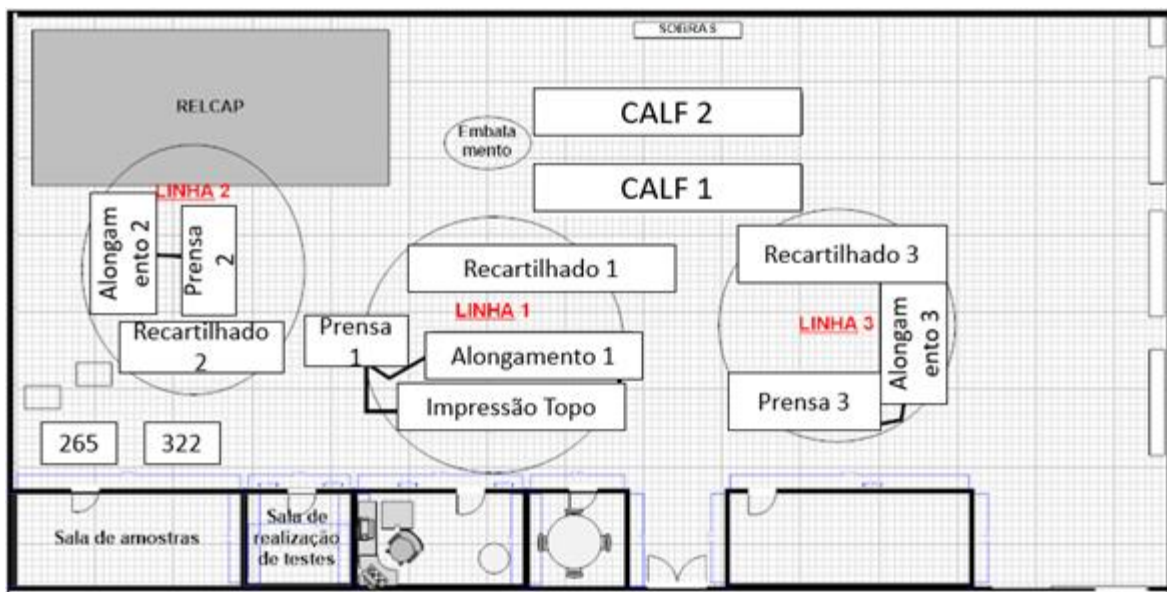 SOBRAS
RELCAP
CALF 2
Embala
mento
CALF 1
LINHA 2
Alongam
ento 2
Prensa
2
Recartilhado
2
Recartilhado 1
LINHA 1
Prensa
1
Alongamento 1
Impressão Topo
Recartilhado 3
LINHA 3
Alongam
ento 3
Prensa 3
265
322
Sala de amostras
Sala de
realização
de testes